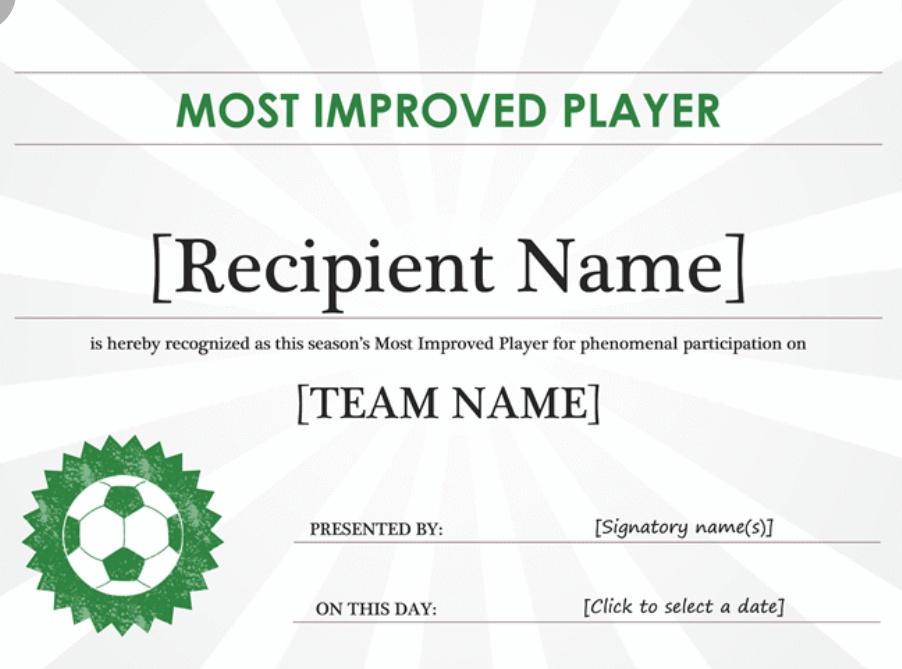 MOST IMPROVED PLAYER
[Recipient Name]
is hereby recognized as this season's Most Improved Player for phenomenal participation on
[TEAM NAME]
PRESENTED BY: [Signatory name(s)]
ON THIS DAY: [Click to select a date]